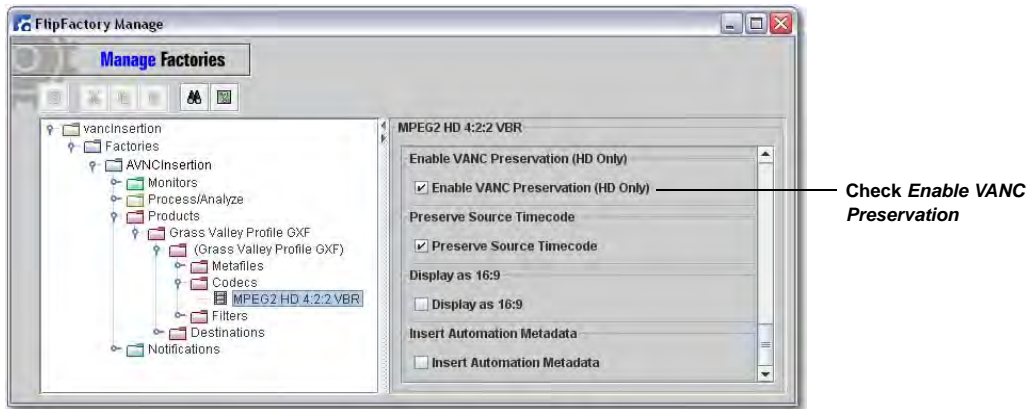 FlipFactory Manage
Manage Factories
vancInsertion
Factories
AVNCInsertion
Monitors
Process/Analyze
Products
Grass Valley Profile GXF
(Grass Valley Profile GXF)
Metafiles
Codecs
MPEG2 HD 4:2:2 VBR
Filters
Destinations
Notifications
MPEG2 HD 4:2:2 VBR
Enable VANC Preservation (HD Only)
Enable VANC Preservation (HD Only)
Preserve Source Timecode
Preserve Source Timecode
Display as 16:9
Display as 16:9
Insert Automation Metadata
Insert Automation Metadata
Check Enable VANC
Preservation